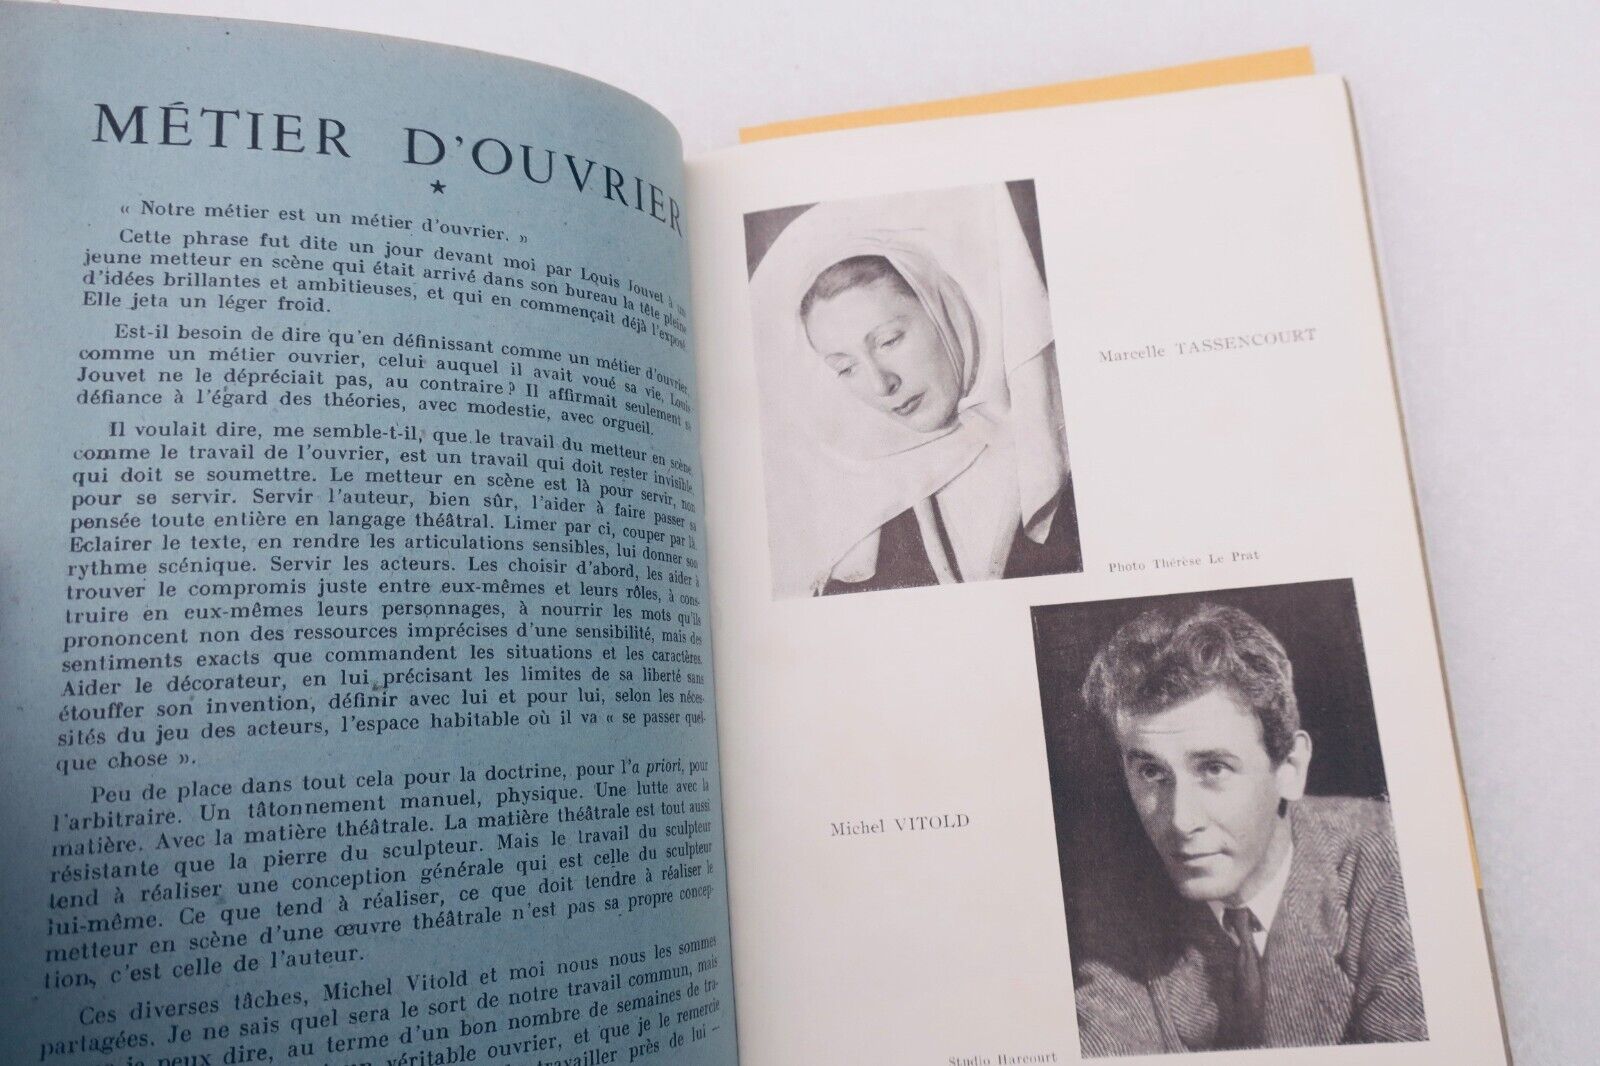 MÉTIER D'OUVRIER
★
« Notre métier est un métier d'ouvrier. »
Cette phrase fut dite un jour devant moi par Louis Jouvet à un
jeune metteur en scène qui était arrivé dans son bureau la tête pleine
d'idées brillantes et ambitieuses, et qui en commençait déjà l'exposé.
Elle jeta un léger froid.
Est-il besoin de dire qu'en définissant comme un métier d'ouvrier,
comme un métier ouvrier, celui auquel il avait voué sa vie, Louis
Jouvet ne le dépréciait pas, au contraire? Il affirmait seulement sa
défiance à l'égard des théories, avec modestie, avec orgueil.
Il voulait dire, me semble-t-il, que le travail du metteur en scène,
comme le travail de l'ouvrier, est un travail qui doit rester invisible,
qui doit se soumettre. Le metteur en scène est là pour servir, non
pour se servir. Servir l'auteur, bien sûr, l'aider à faire passer sa
pensée toute entière en langage théâtral. Limer par ci, couper par là.
Eclairer le texte, en rendre les articulations sensibles, lui donner son
rythme scénique. Servir les acteurs. Les choisir d'abord, les aider à
trouver le compromis juste entre eux-mêmes et leurs rôles, à cons-
truire en eux-mêmes leurs personnages, à nourrir les mots qu'ils
prononcent non des ressources imprécises d'une sensibilité, mais des
sentiments exacts que commandent les situations et les caractères.
Aider le décorateur, en lui précisant les limites de sa liberté sans
étouffer son invention, définir avec lui et pour lui, selon les néces-
sités du jeu des acteurs, l'espace habitable où il va « se passer quel-
que chose ».
Peu de place dans tout cela pour la doctrine, pour l'a priori, pour
l'arbitraire. Un tâtonnement manuel, physique. Une lutte avec la
matière. Avec la matière théâtrale. La matière théâtrale est tout aussi
résistante que la pierre du sculpteur. Mais le travail du sculpteur
tend à réaliser une conception générale qui est celle du sculpteur
lui-même. Ce que tend à réaliser, ce que doit tendre à réaliser le
metteur en scène d'une œuvre théâtrale n'est pas sa propre concep-
tion, c'est celle de l'auteur.
Ces diverses tâches, Michel Vitold et moi nous nous les sommes
partagées. Je ne sais quel sera le sort de notre travail commun, mais
je peux dire, au terme d'un bon nombre de semaines de tra-
véritable ouvrier, et que je le remercie
travailler près de lui —
Marcelle TASSENCOURT
Photo Thérèse Le Prat
Michel VITOLD
Studio Harcourt